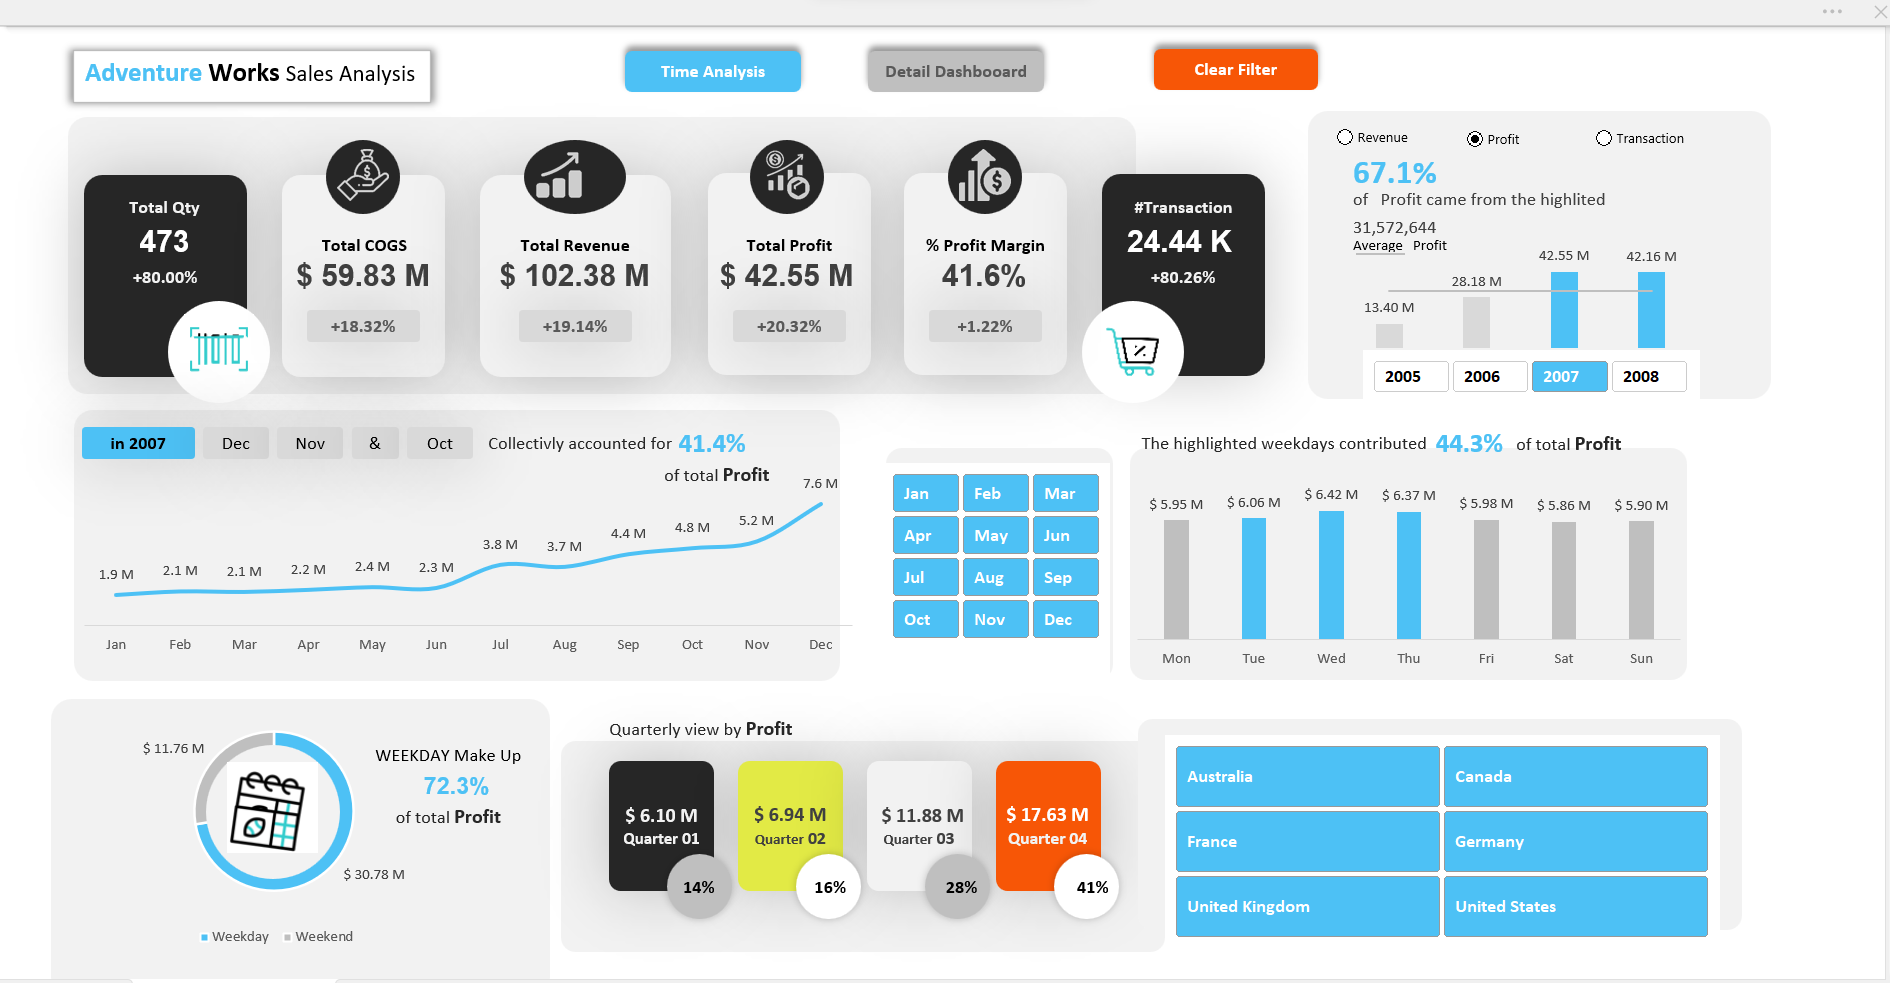 Adventure Works Sales Analysis
Time Analysis
Detail Dashbooard
Clear Filter
Total Qty
473
+80.00%
Total COGS
$ 59.83 M
+18.32%
Total Revenue
$ 102.38 M
+19.14%
Total Profit
$ 42.55 M
+20.32%
% Profit Margin
41.6%
+1.22%
#Transaction
24.44 K
+80.26%
Revenue Profit Transaction
67.1%
of Profit came from the highlited
31,572,644
Average Profit
13.40 M 28.18 M 42.55 M 42.16 M
2005 2006 2007 2008
in 2007 Dec Nov & Oct Collectivly accounted for 41.4%
of total Profit
1.9 M 2.1 M 2.1 M 2.2 M 2.4 M 2.3 M 3.8 M 3.7 M 4.4 M 4.8 M 5.2 M 7.6 M
Jan Feb Mar Apr May Jun Jul Aug Sep Oct Nov Dec
Jan Feb Mar
Apr May Jun
Jul Aug Sep
Oct Nov Dec
The highlighted weekdays contributed 44.3% of total Profit
$ 5.95 M $ 6.06 M $ 6.42 M $ 6.37 M $ 5.98 M $ 5.86 M $ 5.90 M
Mon Tue Wed Thu Fri Sat Sun
$ 11.76 M
$ 30.78 M
WEEKDAY Make Up
72.3%
of total Profit
Weekday Weekend
Quarterly view by Profit
$ 6.10 M
Quarter 01
14%
$ 6.94 M
Quarter 02
16%
$ 11.88 M
Quarter 03
28%
$ 17.63 M
Quarter 04
41%
Australia Canada
France Germany
United Kingdom United States